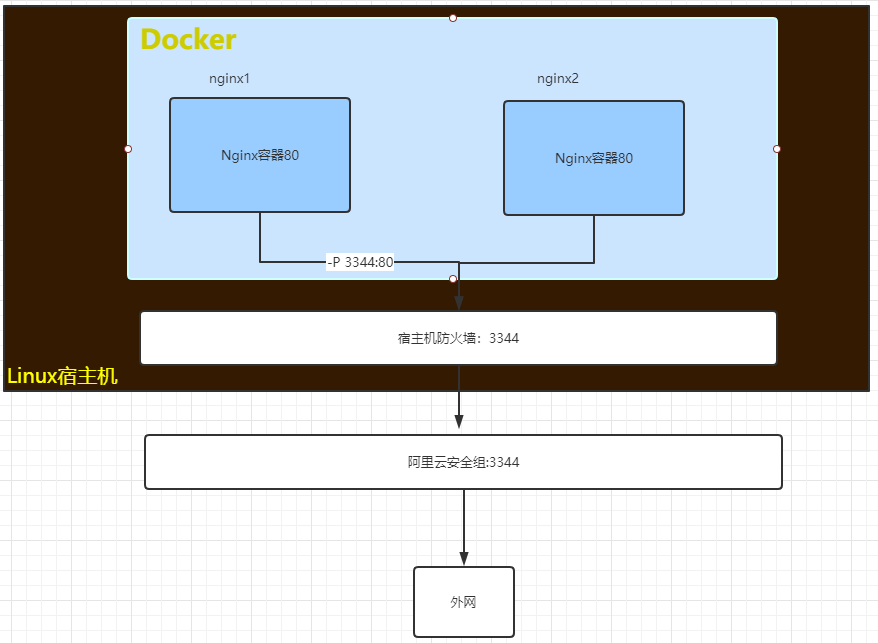 Docker
nginx1
nginx2
Nginx容器80
Nginx容器80
-P 3344:80
宿主机防火墙：3344
Linux宿主机
阿里云安全组:3344
外网